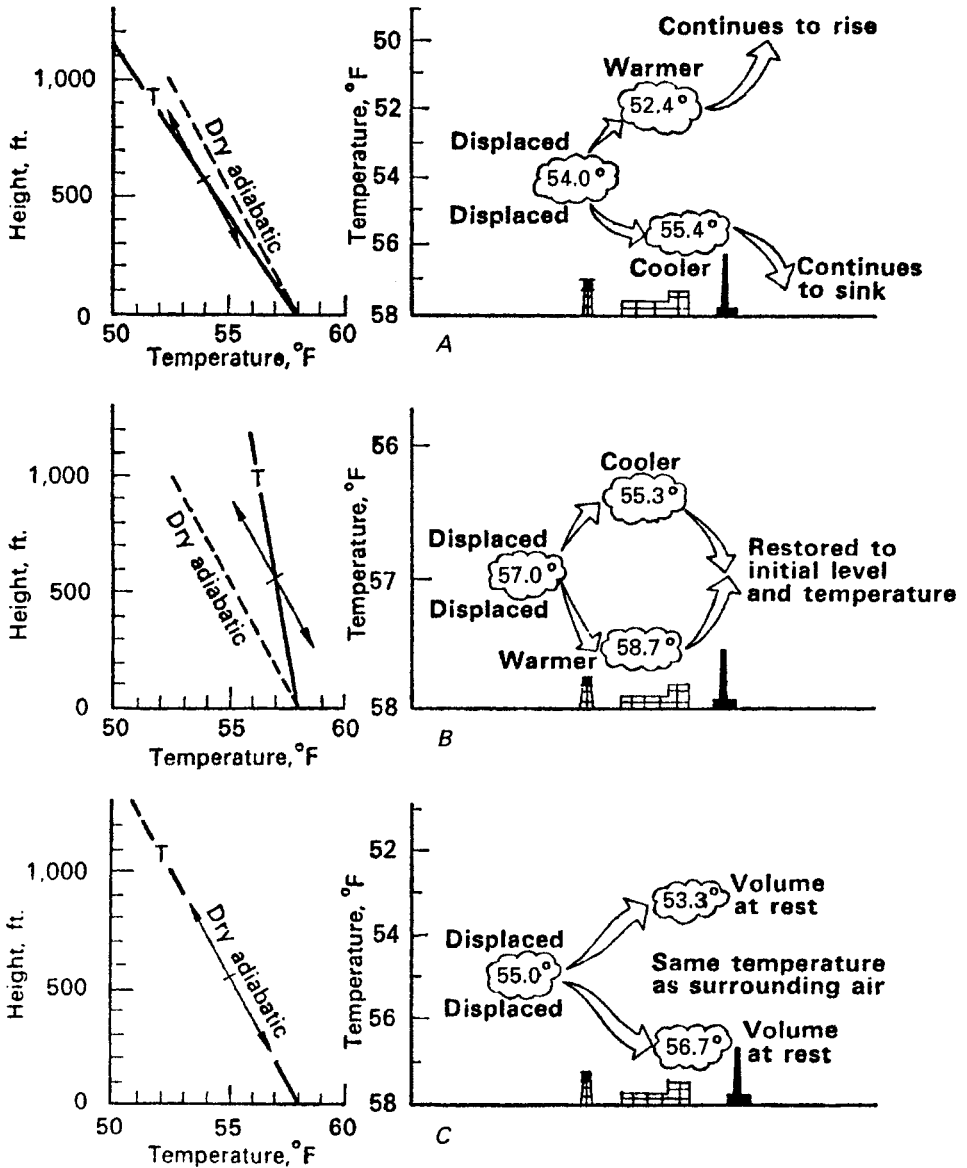 Height, ft.
1,000
500
0
T
Dry adiabatic
50
55
60
Temperature, °F
Temperature, °F
50
52
54
56
58
Continues to rise
Warmer
52.4°
Displaced
54.0°
Displaced
55.4°
Cooler
Continues
to sink
A
Height, ft.
1,000
500
0
T
Dry adiabatic
50
55
60
Temperature, °F
Temperature, °F
56
57
58
Cooler
55.3°
Displaced
57.0°
Displaced
Restored to
initial level
and temperature
58.7°
Warmer
B
Height, ft.
1,000
500
0
T
Dry adiabatic
50
55
60
Temperature, °F
Temperature, °F
52
54
56
58
53.3°
Volume
at rest
Displaced
55.0°
Displaced
Same temperature
as surrounding air
56.7°
Volume
at rest
C